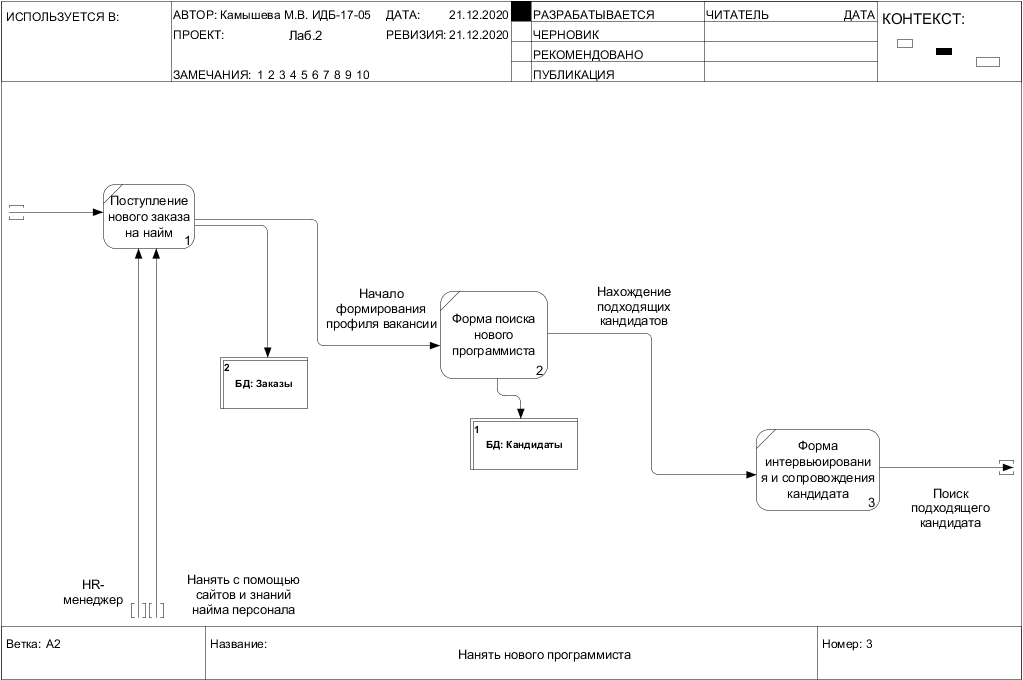 ИСПОЛЬЗУЕТСЯ В:
АВТОР: Камышева М.В. ИДБ-17-05
ДАТА: 21.12.2020
ПРОЕКТ: Лаб.2
РЕВИЗИЯ: 21.12.2020
ЗАМЕЧАНИЯ: 1 2 3 4 5 6 7 8 9 10
РАЗРАБАТЫВАЕТСЯ
ЧЕРНОВИК
РЕКОМЕНДОВАНО
ПУБЛИКАЦИЯ
ЧИТАТЕЛЬ ДАТА
КОНТЕКСТ:
Поступление
нового заказа
на найм
1
2
БД: Заказы
Начало
формирования
профиля вакансии
Форма поиска
нового
программиста
2
1
БД: Кандидаты
Нахождение
подходящих
кандидатов
Форма
интервьюировани
я и сопровождения
кандидата
3
Поиск
подходящего
кандидата
HR-
менеджер
Нанять с помощью
сайтов и знаний
найма персонала
Ветка: A2
Название:
Нанять нового программиста
Номер: 3